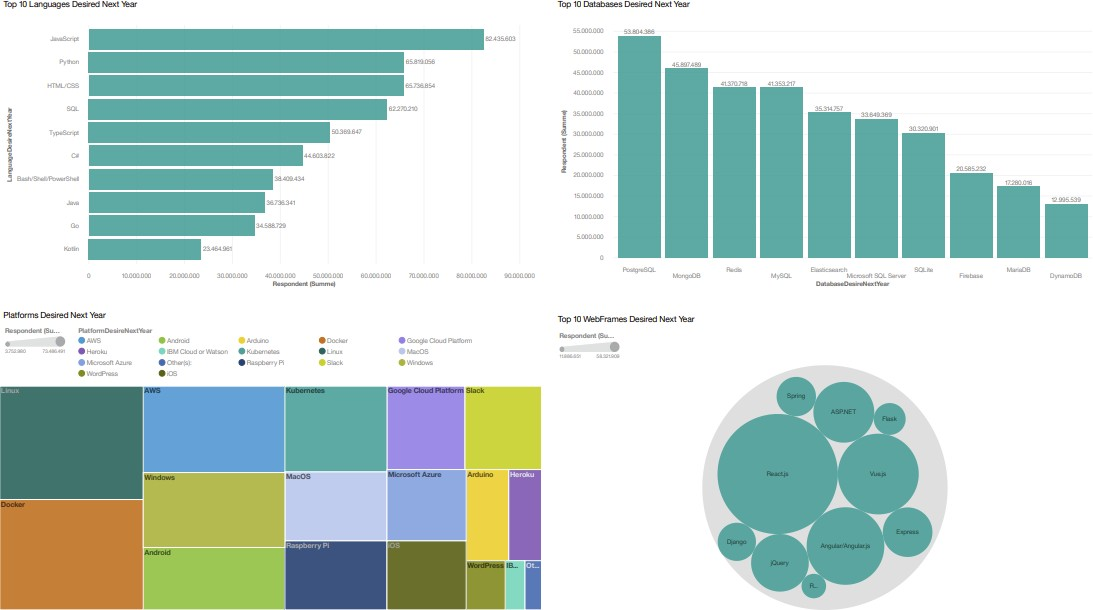 Top 10 Languages Desired Next Year
LanguageDesireNextYear
JavaScript 82.435.603
Python 65.819.056
HTML/CSS 65.736.854
SQL 62.270.210
TypeScript 50.369.647
C# 44.603.822
Bash/Shell/PowerShell 38.409.434
Java 36.736.341
Go 34.588.729
Kotlin 23.464.961
0 10.000.000 20.000.000 30.000.000 40.000.000 50.000.000 60.000.000 70.000.000 80.000.000 90.000.000
Respondent (Summe)
Top 10 Databases Desired Next Year
Respondent (Summe)
55.000.000
50.000.000
45.000.000
40.000.000
35.000.000
30.000.000
25.000.000
20.000.000
15.000.000
10.000.000
5.000.000
0
53.804.386
45.697.489
41.370.718
41.353.217
35.314.757
33.649.369
30.320.901
20.585.232
17.280.016
12.995.539
PostgreSQL
MongoDB
Redis
MySQL
Elasticsearch
Microsoft SQL Server
SQLite
Firebase
MariaDB
DynamoDB
DatabaseDesireNextYear
Platforms Desired Next Year
Respondent (Su...
PlatformDesireNextYear
AWS Android Arduino Docker Google Cloud Platform
Heroku IBM Cloud or Watson Kubernetes Linux MacOS
Microsoft Azure Other(s): Raspberry Pi Slack Windows
WordPress iOS
Linux
Docker
AWS
Windows
Android
Kubernetes
MacOS
Raspberry Pi
Google Cloud Platform
Microsoft Azure
iOS
Slack
Arduino
Heroku
WordPress
IB...
Ot...
Top 10 WebFrames Desired Next Year
Respondent (Su...
Spring
ASP.NET
Flask
React.js
Vue.js
Express
Angular/Angular.js
Django
jQuery